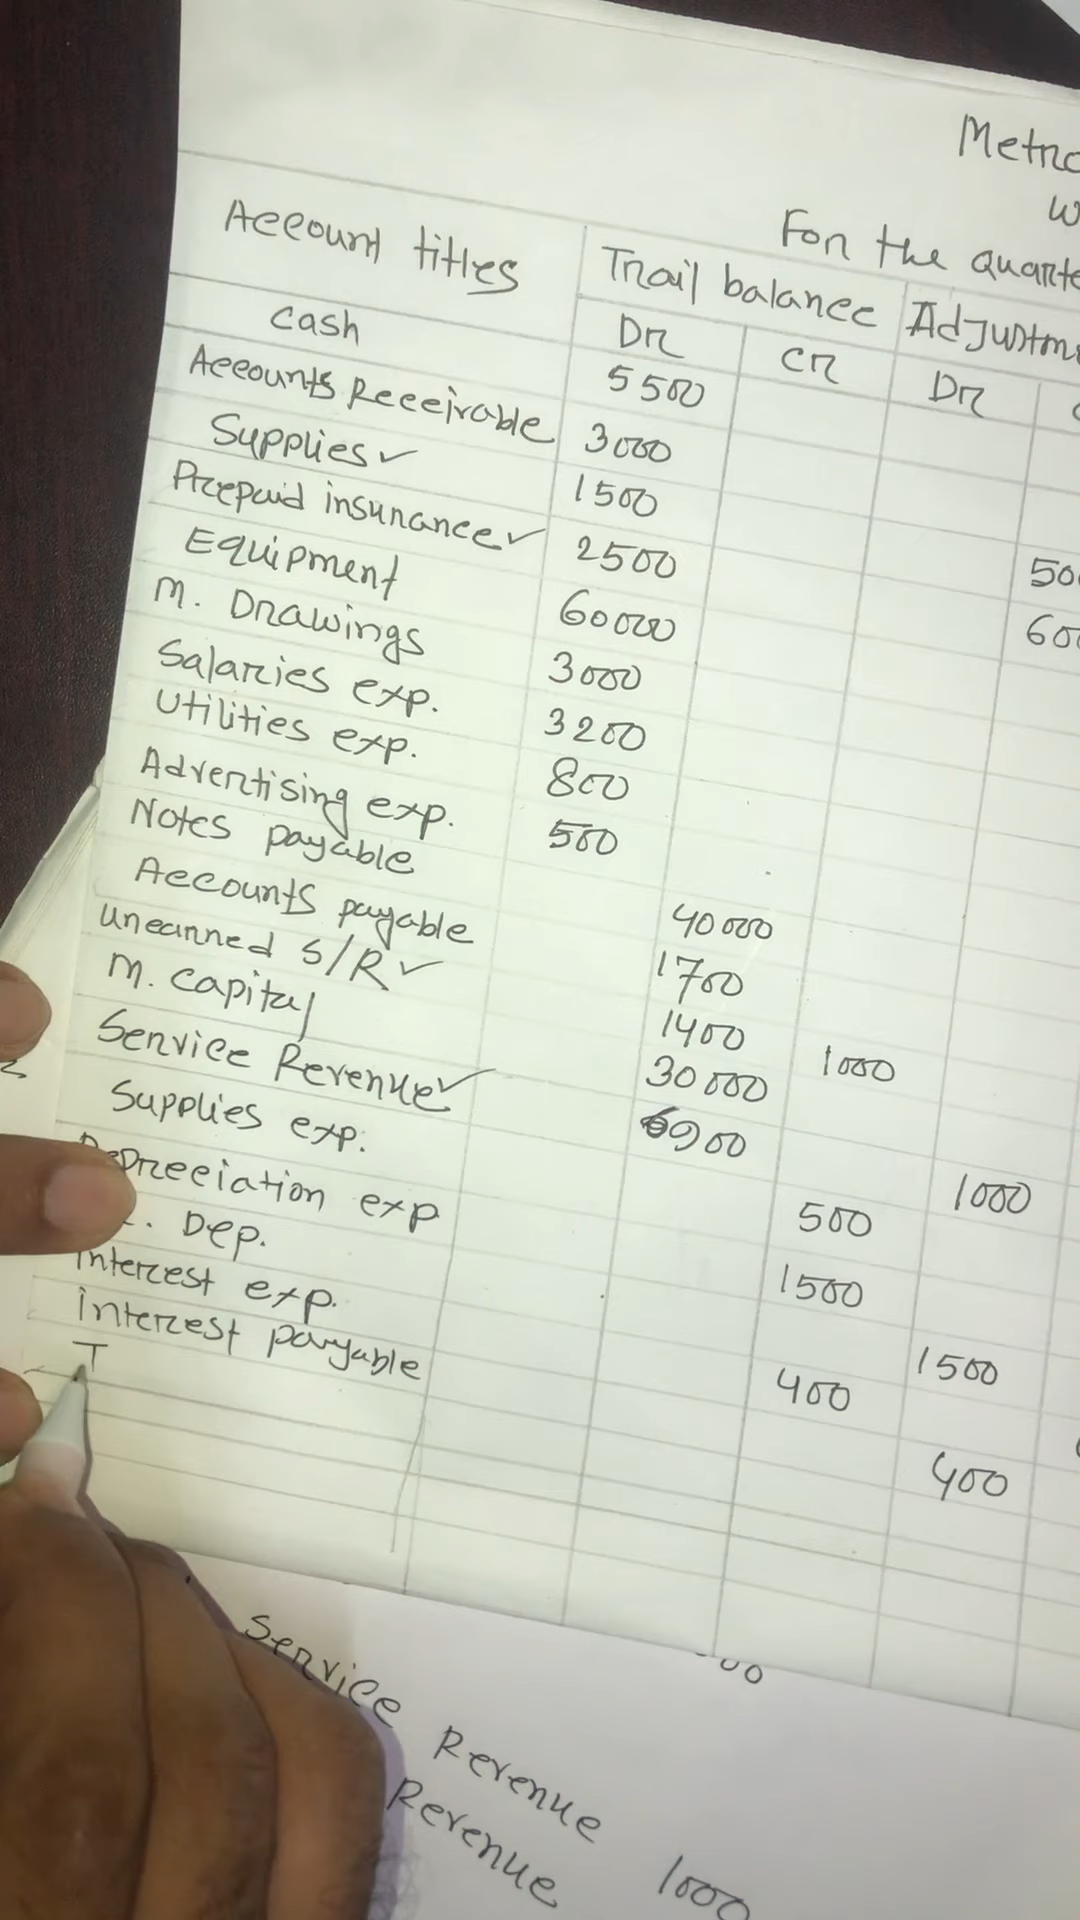 Metro
W
For the quarte
Account titles Trail balance Adjustm
Dr Cr Dr C
Cash 5500
Accounts Receivable 3000
Supplies ✓ 1500 50
Prepaid insurance ✓ 2500 60
Equipment 60000
M. Drawings 3000
Salaries exp. 3200
Utilities exp. 800
Advertising exp. 500
Notes payable 40000
Accounts payable 1700
unearned S/R ✓ 1400 1000
M. Capital 30000
Service Revenue ✓ 6900 1000
Supplies exp. 500
Depreciation exp 1500
. Dep. 1500
Interest exp. 400
interest payable 400
T
Service Revenue 1000
Revenue